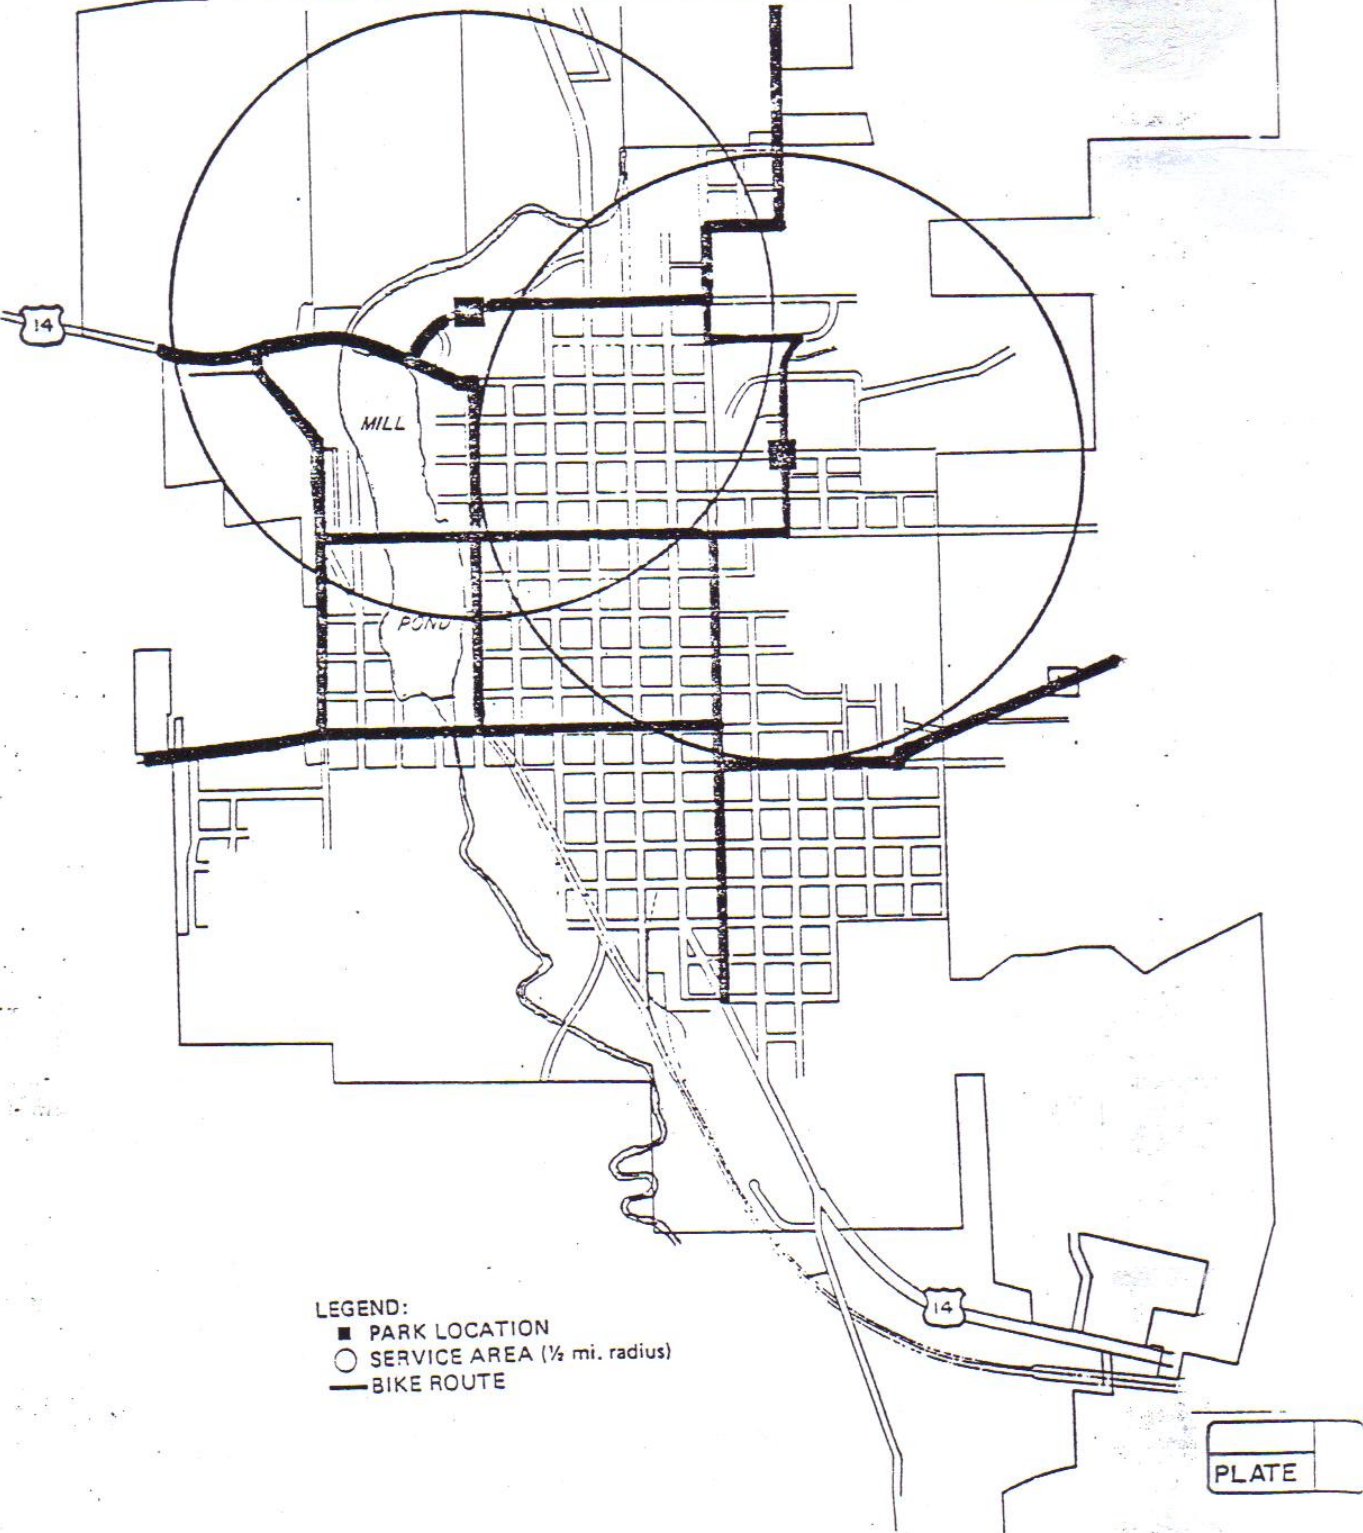 14
MILL
POND
LEGEND:
PARK LOCATION
SERVICE AREA (½ mi. radius)
BIKE ROUTE
14
PLATE